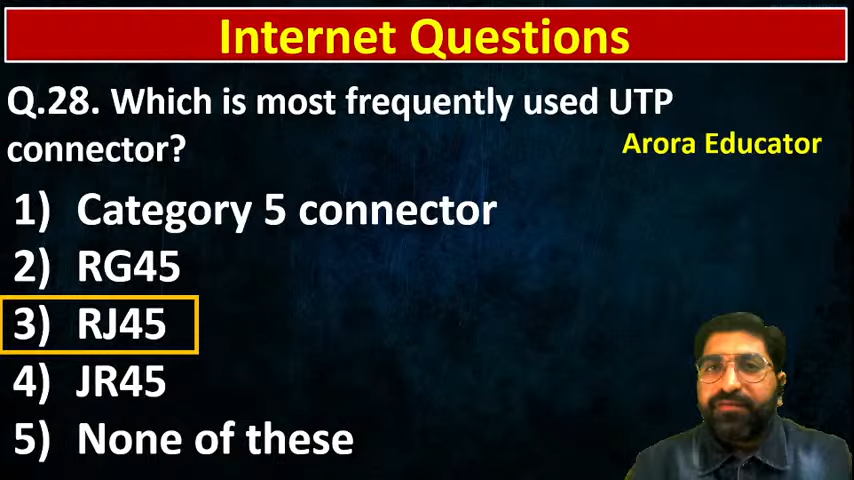 Internet Questions
Q.28. Which is most frequently used UTP
connector?
Arora Educator
1) Category 5 connector
2) RG45
3) RJ45
4) JR45
5) None of these